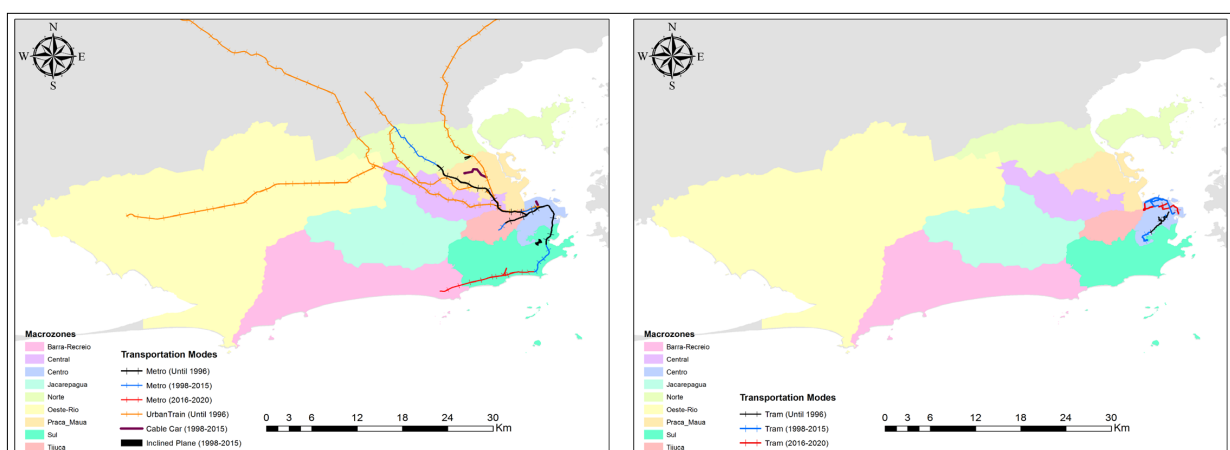 N
W E
S
Macrozones
Barra-Recreio
Central
Centro
Jacarepagua
Norte
Oeste-Rio
Praca_Maua
Sul
Tijuca
Transportation Modes
Metro (Until 1996)
Metro (1998-2015)
Metro (2016-2020)
UrbanTrain (Until 1996)
Cable Car (1998-2015)
Inclined Plane (1998-2015)
0 3 6 12 18 24 30
Km
N
W E
S
Macrozones
Barra-Recreio
Central
Centro
Jacarepagua
Norte
Oeste-Rio
Praca_Maua
Sul
Tijuca
Transportation Modes
Tram (Until 1996)
Tram (1998-2015)
Tram (2016-2020)
0 3 6 12 18 24 30
Km